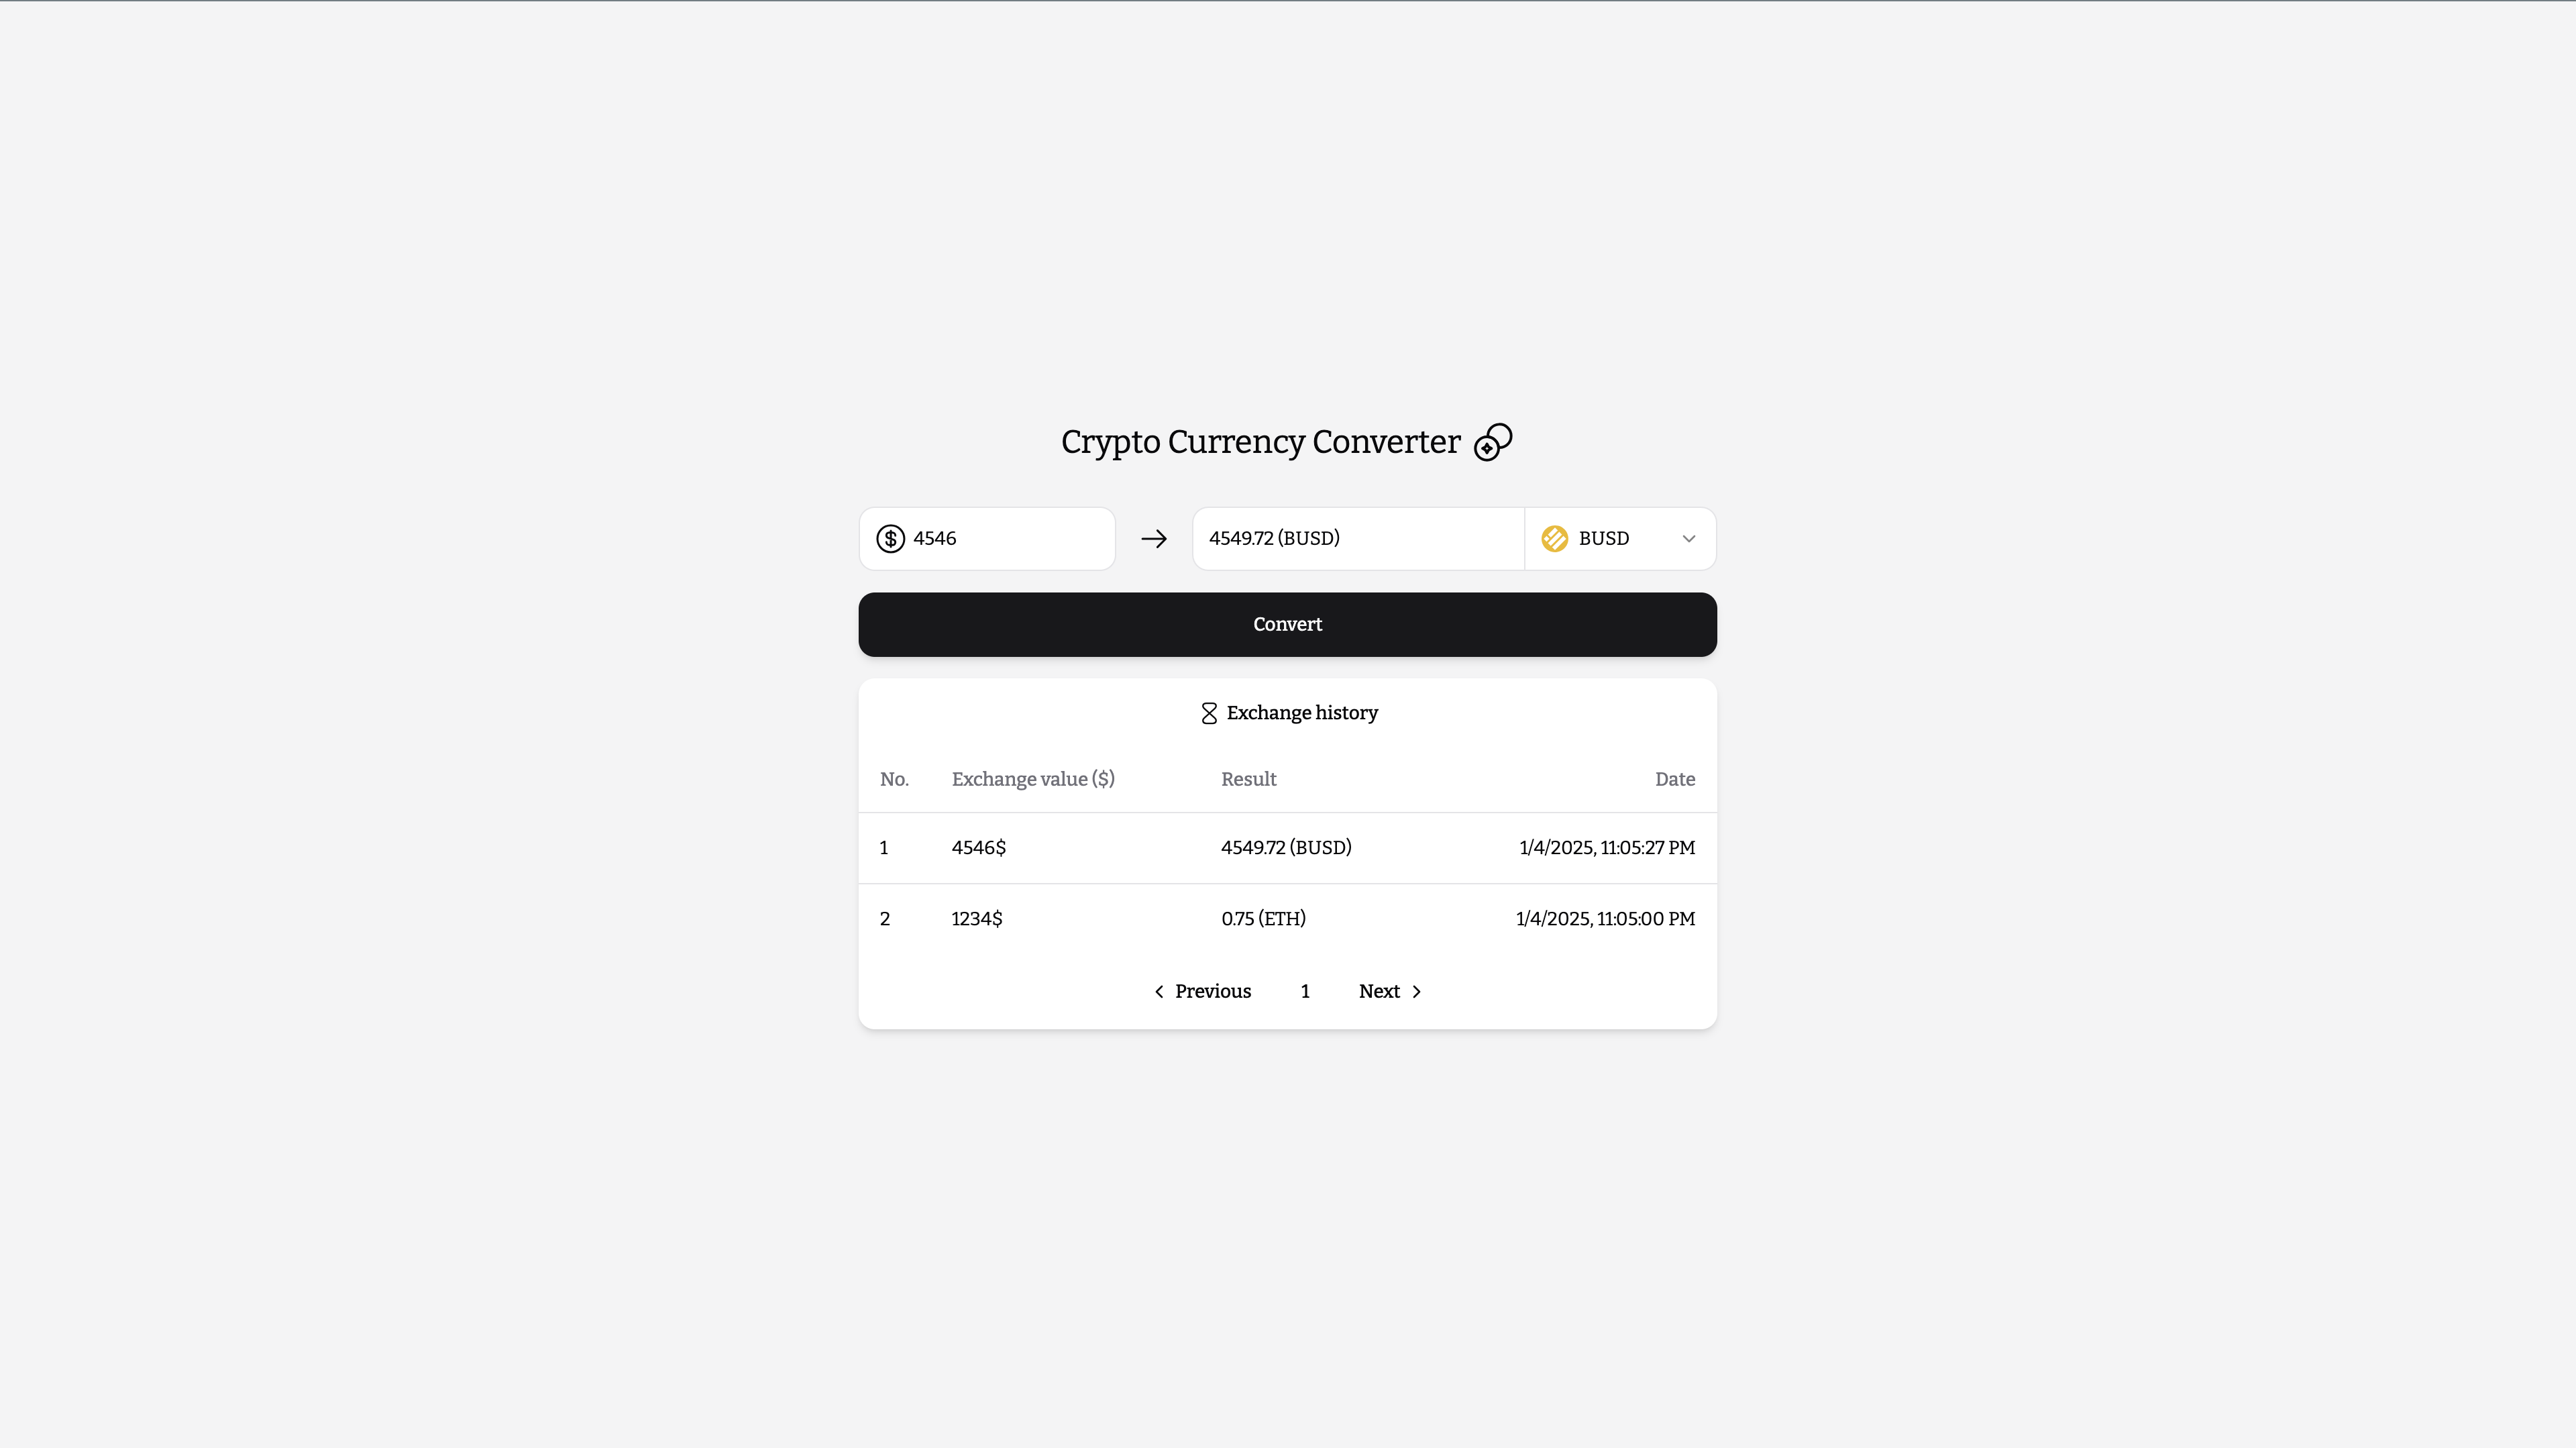 Crypto Currency Converter
$ 4546 → 4549.72 (BUSD) BUSD
Convert
Exchange history
No. Exchange value ($) Result Date
1 4546$ 4549.72 (BUSD) 1/4/2025, 11:05:27 PM
2 1234$ 0.75 (ETH) 1/4/2025, 11:05:00 PM
Previous 1 Next